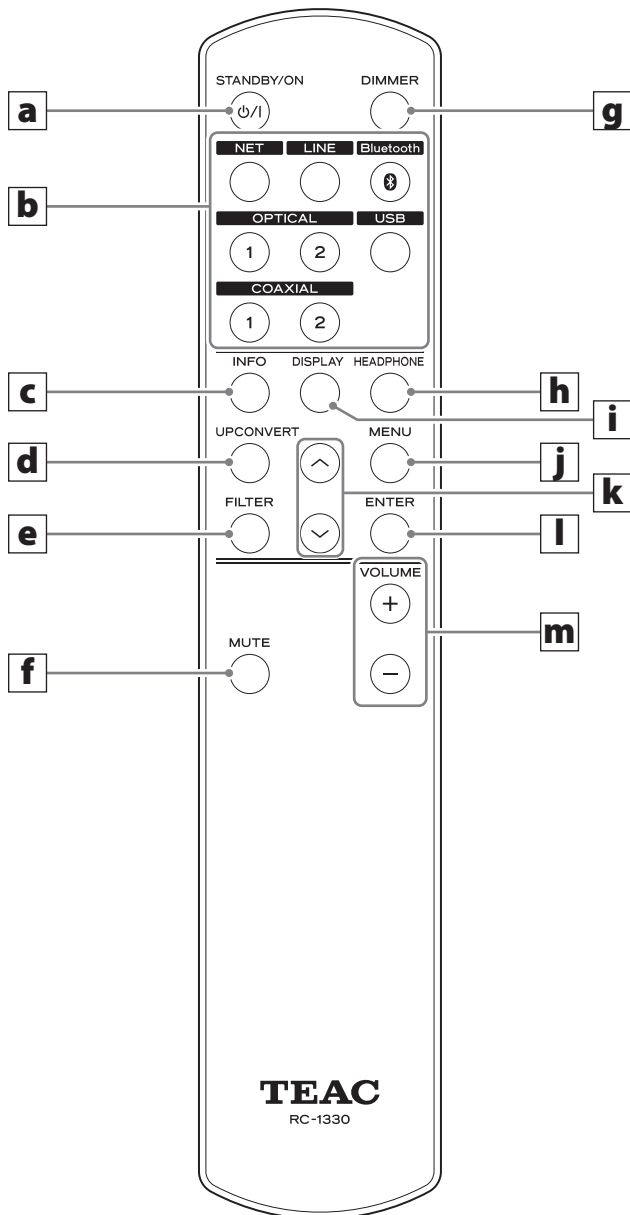 STANDBY/ON DIMMER
a g
NET LINE Bluetooth
b
OPTICAL USB
1 2
COAXIAL
1 2
INFO DISPLAY HEADPHONE
c h
i
UPCONVERT MENU
d j
k
FILTER ENTER
e l
VOLUME
+
m
MUTE
f
−
TEAC
RC-1330